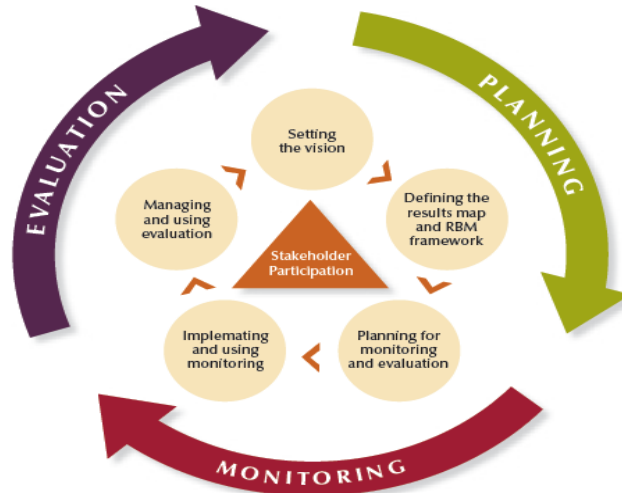 EVALUATION
PLANNING
MONITORING
Setting
the vision
Defining the
results map
and RBM
framework
Planning for
monitoring
and evaluation
Implemating
and using
monitoring
Managing
and using
evaluation
Stakeholder
Participation